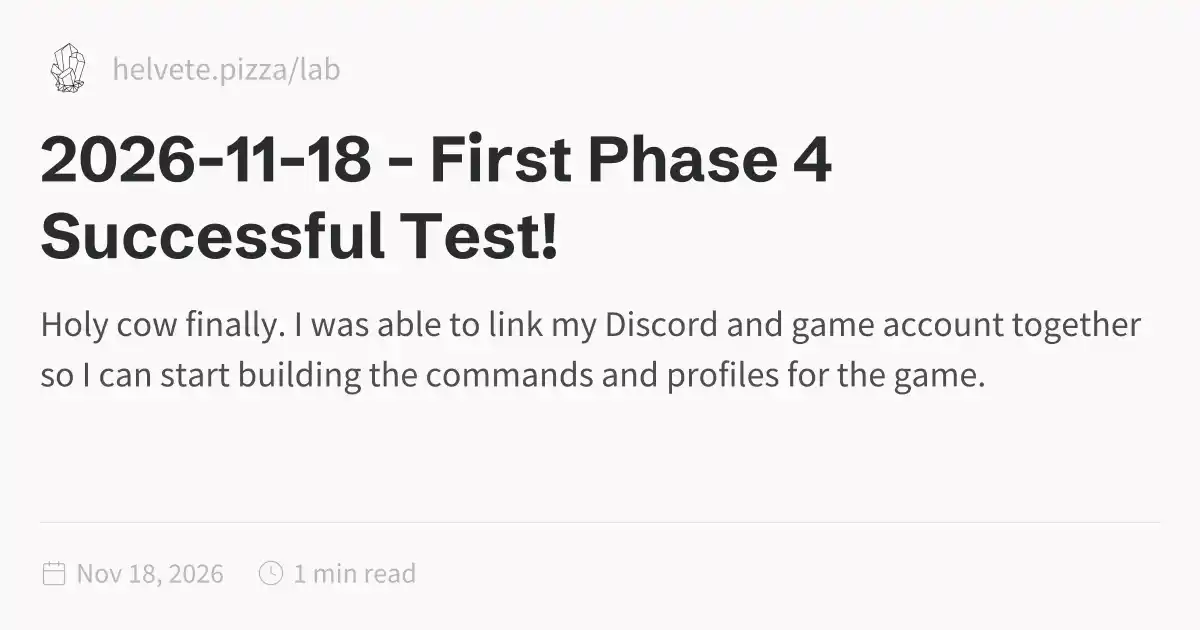 helvete.pizza/lab
2026-11-18 - First Phase 4
Successful Test!
Holy cow finally. I was able to link my Discord and game account together
so I can start building the commands and profiles for the game.
Nov 18, 2026 1 min read